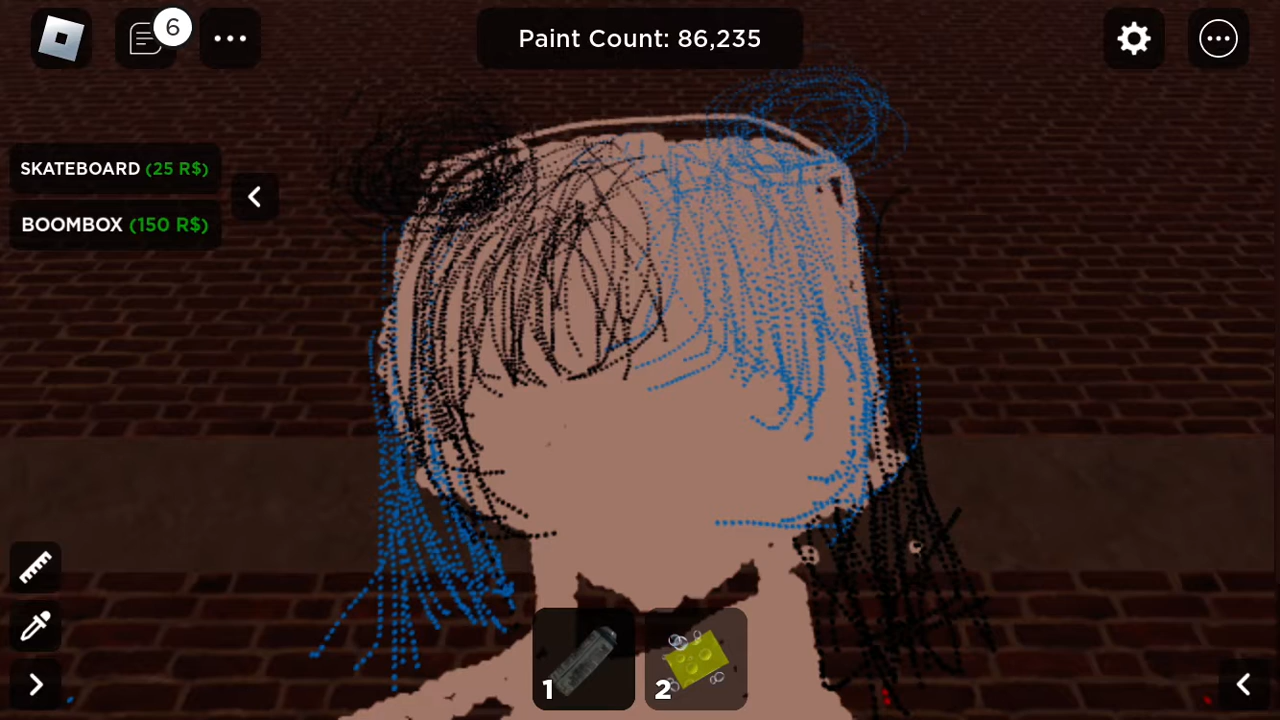 6
Paint Count: 86,235
SKATEBOARD (25 R$)
BOOMBOX (150 R$)
1
2